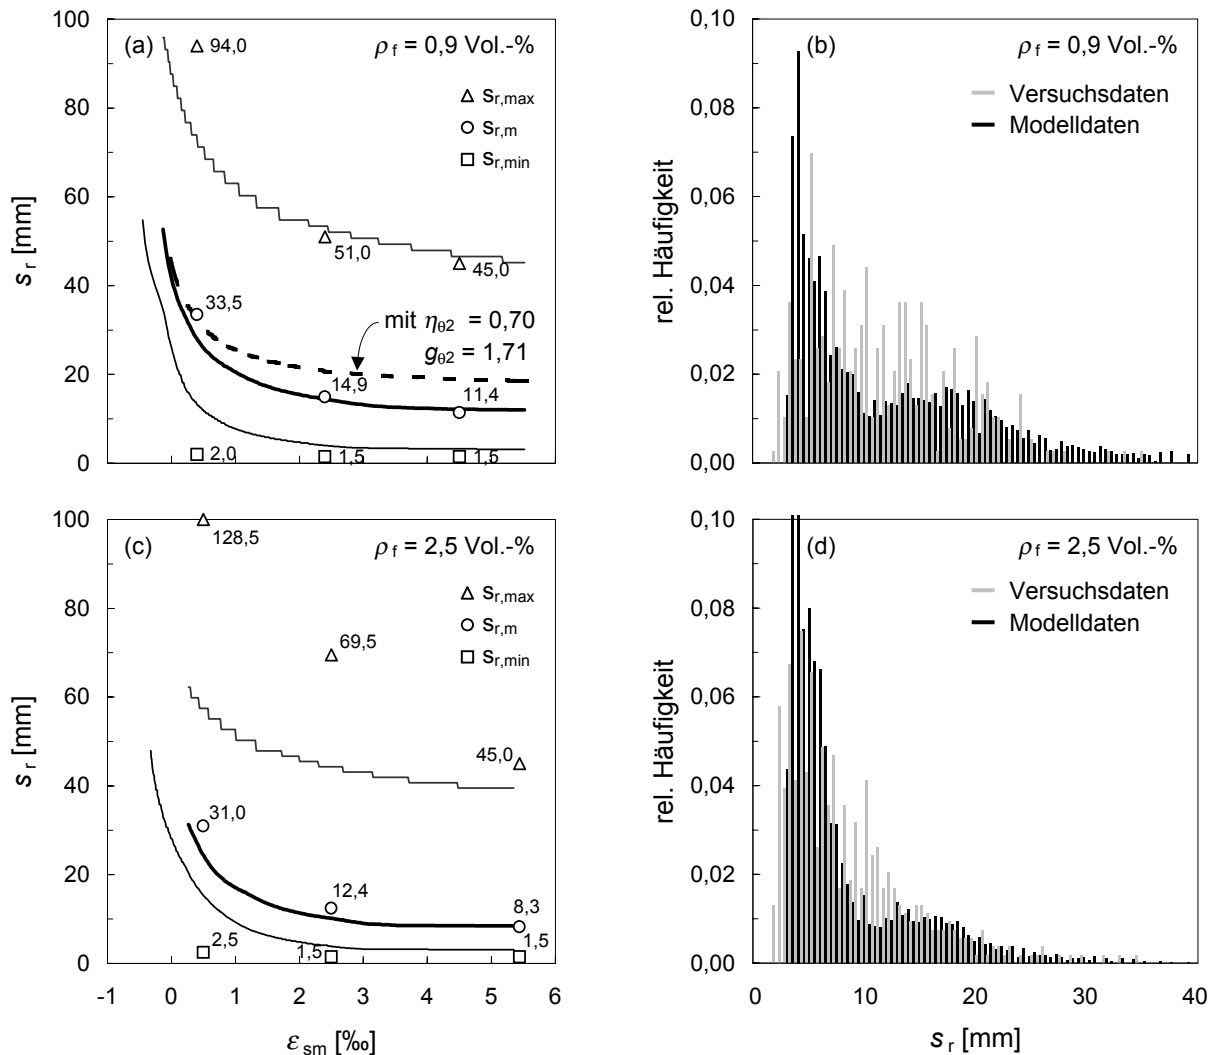 (a)
ρf = 0,9 Vol.-%
94,0
sr,max
sr,m
sr,min
51,0
45,0
33,5
mit ηθ2 = 0,70
gθ2 = 1,71
14,9
11,4
2,0
1,5
1,5
100
80
60
40
20
0
sr [mm]
(b)
ρf = 0,9 Vol.-%
Versuchsdaten
Modelldaten
0,10
0,08
0,06
0,04
0,02
0,00
rel. Häufigkeit
(c)
ρf = 2,5 Vol.-%
128,5
sr,max
sr,m
sr,min
69,5
45,0
31,0
12,4
8,3
2,5
1,5
1,5
100
80
60
40
20
0
sr [mm]
-1 0 1 2 3 4 5 6
εsm [‰]
(d)
ρf = 2,5 Vol.-%
Versuchsdaten
Modelldaten
0,10
0,08
0,06
0,04
0,02
0,00
rel. Häufigkeit
0 10 20 30 40
sr [mm]